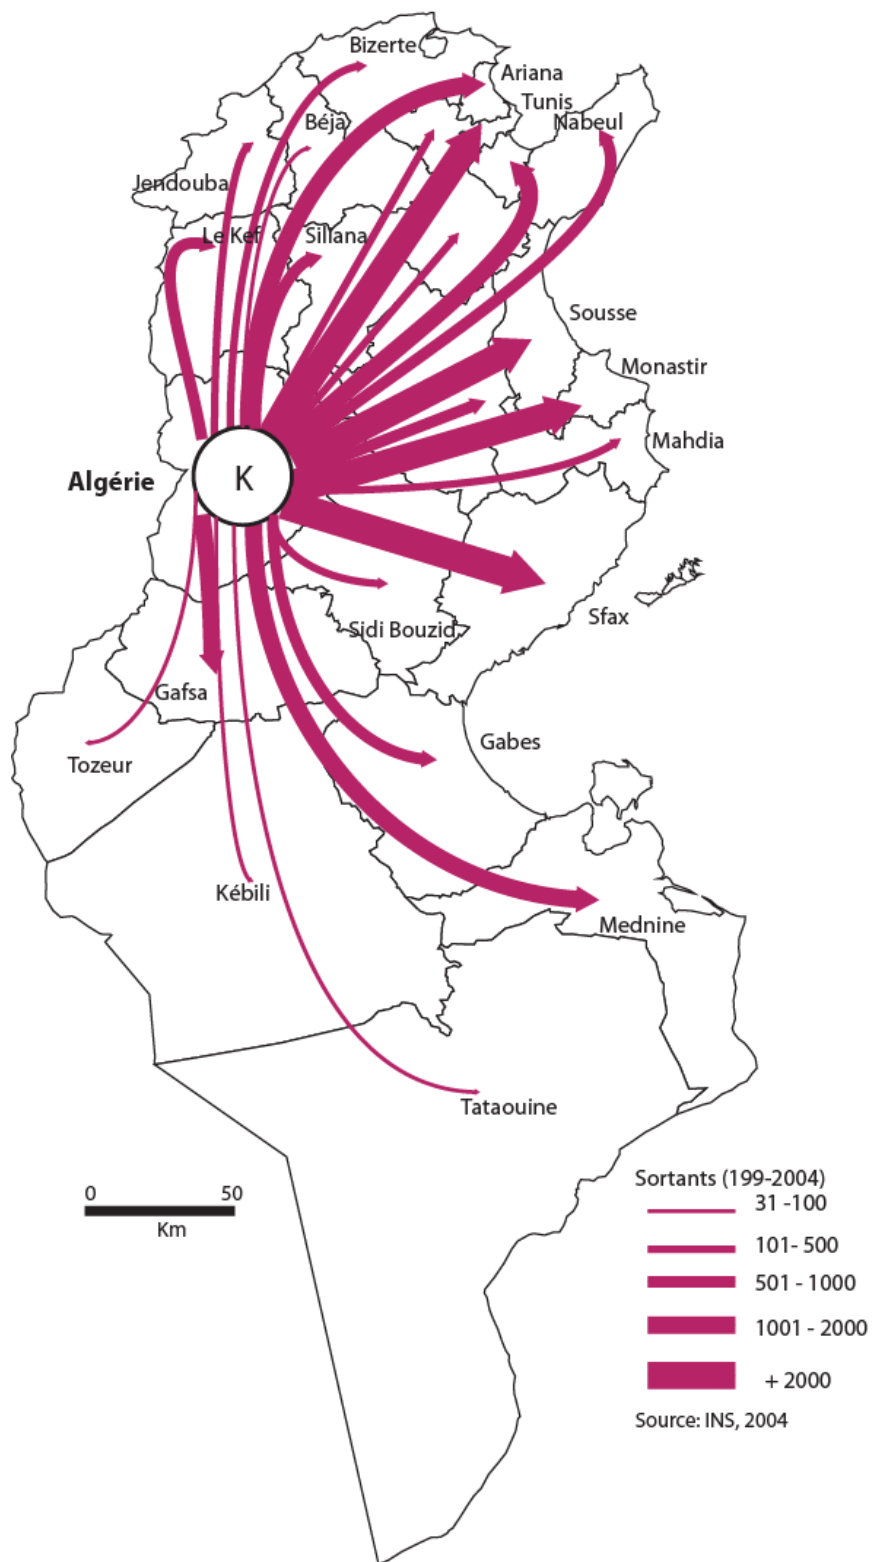 Bizerte
Ariana
Tunis
Nabeul
Béja
Jendouba
Le Kef
Siliana
Sousse
Monastir
Mahdia
Algérie
K
Sfax
Sidi Bouzid
Gafsa
Gabes
Tozeur
Kébili
Mednine
Tataouine
0 50
Km
Sortants (199-2004)
31 -100
101- 500
501 - 1000
1001 - 2000
+ 2000
Source: INS, 2004